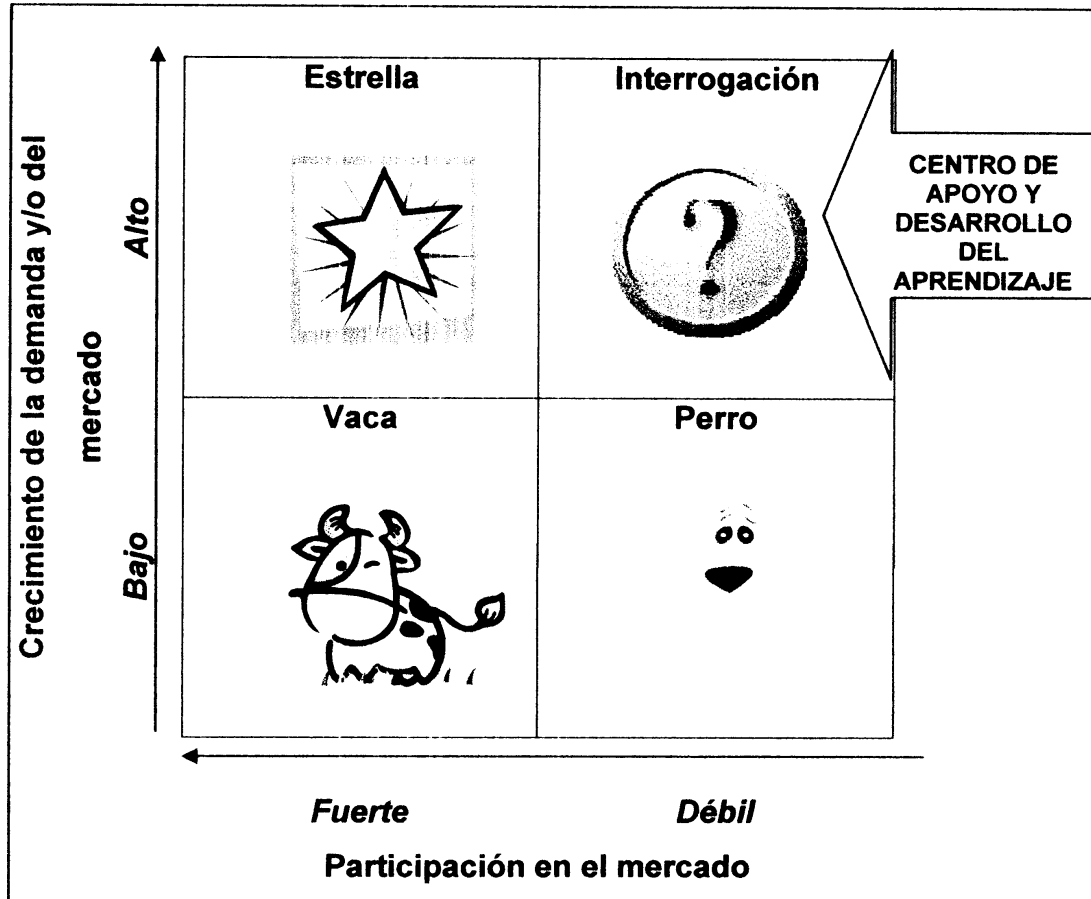 Crecimiento de la demanda y/o del
mercado
Alto
Bajo
Estrella
Interrogación
?
CENTRO DE
APOYO Y
DESARROLLO
DEL
APRENDIZAJE
Vaca
Perro
Fuerte
Débil
Participación en el mercado